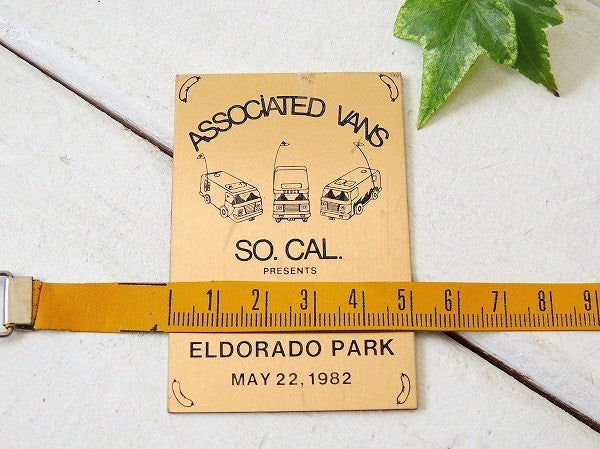 ASSOCiATED VANS
SO. CAL.
PRESENTS
1 2 3 4 5 6 7 8 9
ELDORADO PARK
MAY 22, 1982